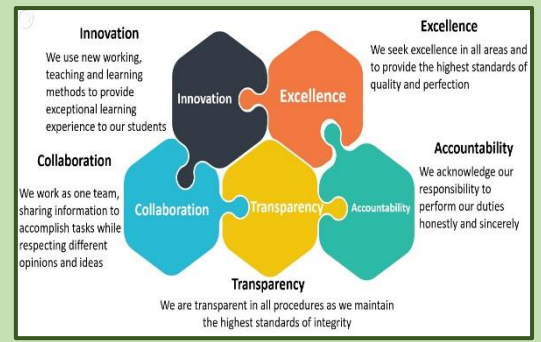 Innovation
We use new working,
teaching and learning
methods to provide
exceptional learning
experience to our students
Excellence
We seek excellence in all areas and
to provide the highest standards of
quality and perfection
Innovation
Excellence
Collaboration
We work as one team,
sharing information to
accomplish tasks while
respecting different
opinions and ideas
Accountability
We acknowledge our
responsibility to
perform our duties
honestly and sincerely
Collaboration
Transparency
Accountability
Transparency
We are transparent in all procedures as we maintain
the highest standards of integrity